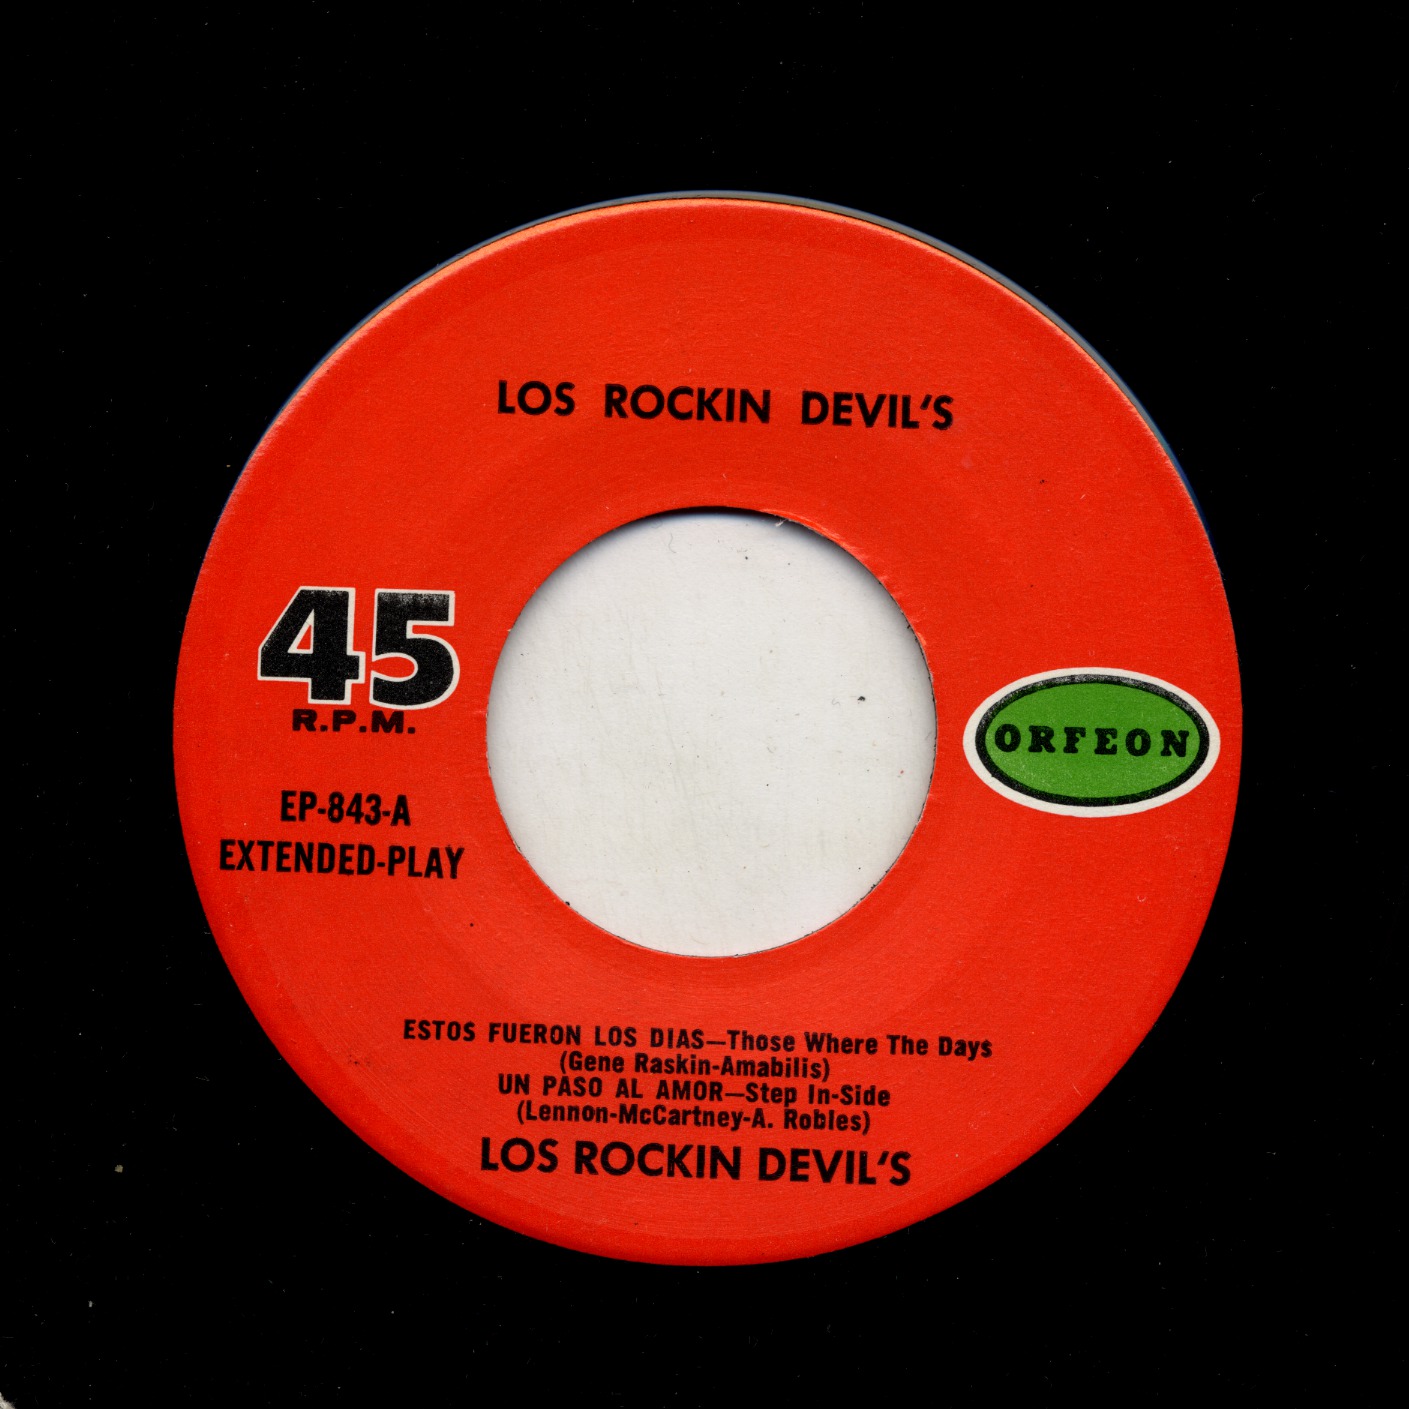 LOS ROCKIN DEVIL'S
45
R.P.M.
ORFEON
EP-843-A
EXTENDED-PLAY
ESTOS FUERON LOS DIAS—Those Where The Days
(Gene Raskin-Amabilis)
UN PASO AL AMOR—Step In-Side
(Lennon-McCartney-A. Robles)
LOS ROCKIN DEVIL'S